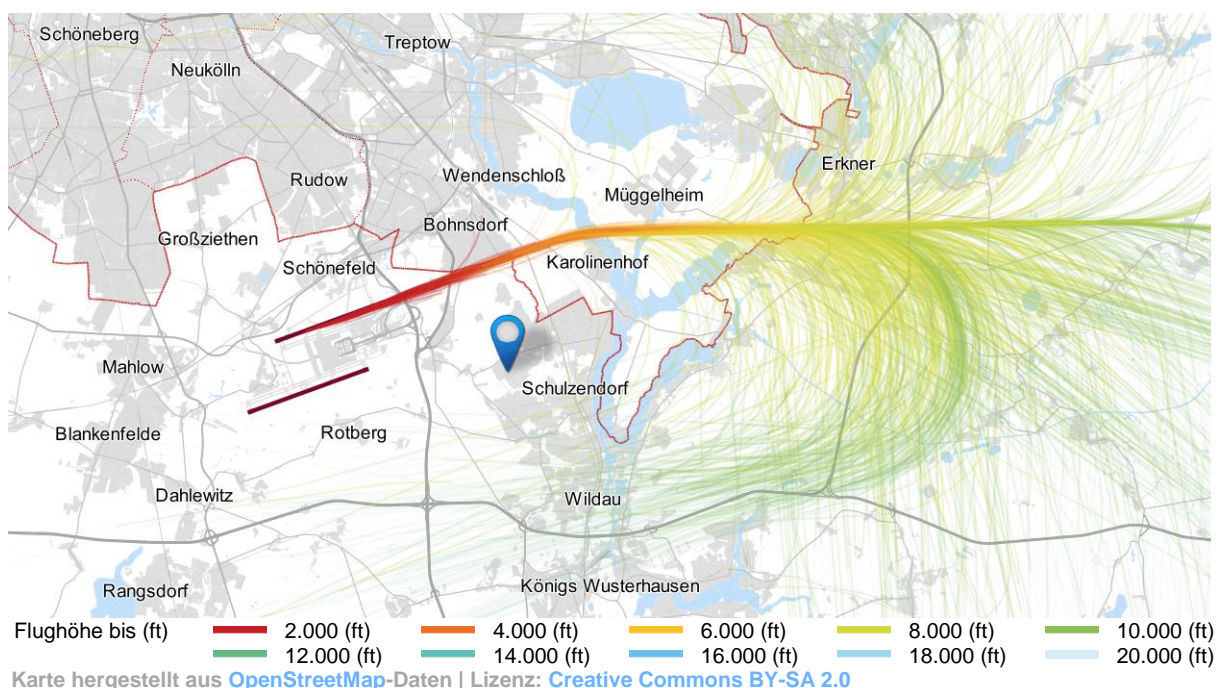 Schöneberg
Treptow
Neukölln
Erkner
Rudow
Wendenschloß
Müggelheim
Bohnsdorf
Großziethen
Schönefeld
Karolinenhof
Mahlow
Schulzendorf
Blankenfelde
Rotberg
Dahlewitz
Wildau
Rangsdorf
Königs Wusterhausen
Flughöhe bis (ft) 2.000 (ft) 4.000 (ft) 6.000 (ft) 8.000 (ft) 10.000 (ft)
12.000 (ft) 14.000 (ft) 16.000 (ft) 18.000 (ft) 20.000 (ft)
Karte hergestellt aus OpenStreetMap-Daten | Lizenz: Creative Commons BY-SA 2.0